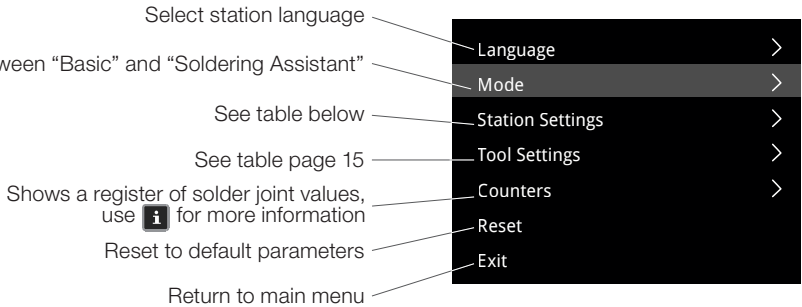 Select station language
"Basic" and "Soldering Assistant"
See table below
See table page 15
Shows a register of solder joint values,
use i for more information
Reset to default parameters
Return to main menu
Language
Mode
Station Settings
Tool Settings
Counters
Reset
Exit